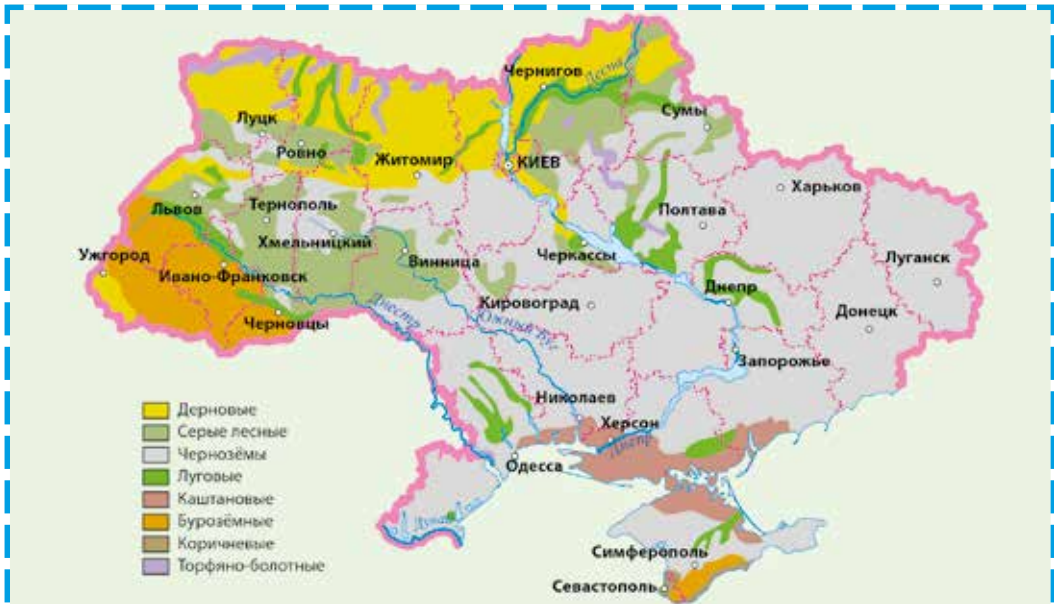 Чернигов
Десна
Сумы
Луцк
Ровно
Житомир
КИЕВ
Харьков
Львов
Тернополь
Полтава
Хмельницкий
Ужгород
Винница
Черкассы
Луганск
Ивано-Франковск
Днепр
Кировоград
Донецк
Черновцы
Днестр
Южный Буг
Запорожье
Николаев
Херсон
Днепр
Одесса
Дунай
Симферополь
Севастополь
Дерновые
Серые лесные
Чернозёмы
Луговые
Каштановые
Бурозёмные
Коричневые
Торфяно-болотные